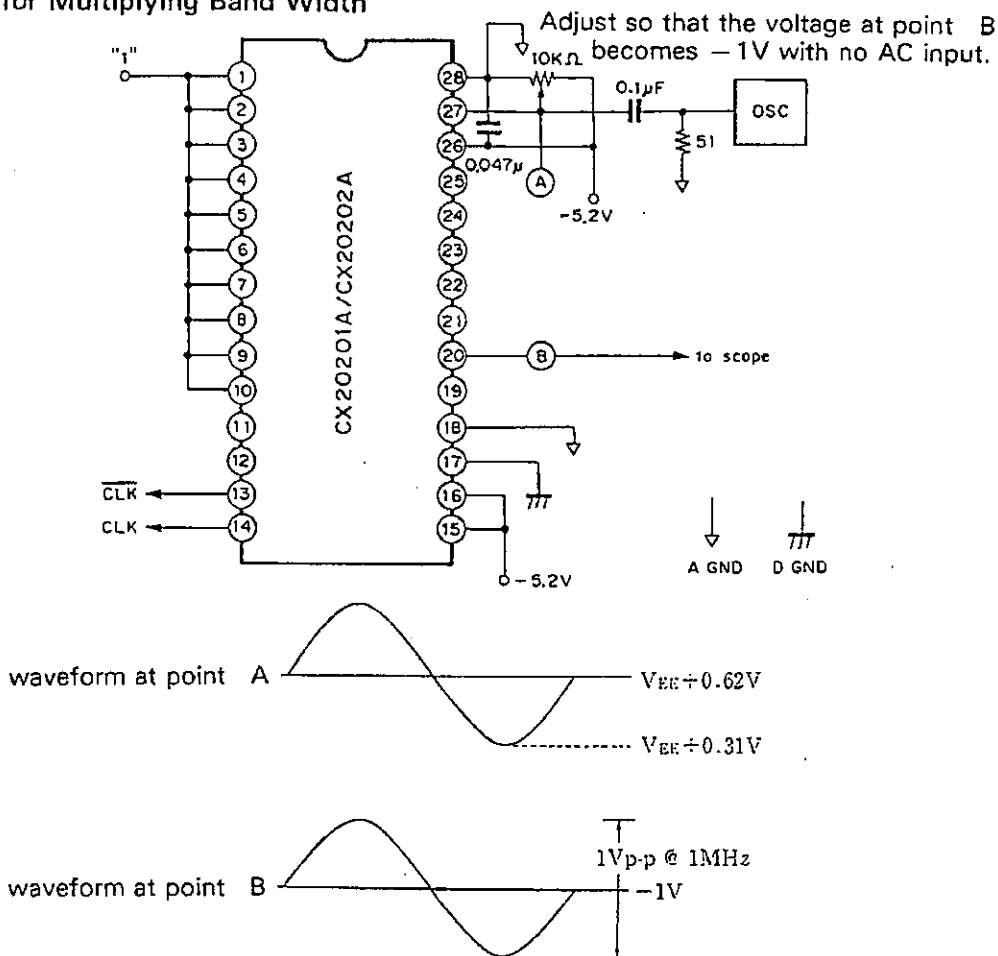 for Multiplying Band Width
Adjust so that the voltage at point B
becomes −1V with no AC input.
"1"
10KΩ
0.1μF
OSC
51
0.047μ
A
−5.2V
1
2
3
4
5
6
7
8
9
10
11
12
13
14
28
27
26
25
24
23
22
21
20
19
18
17
16
15
CX20201A/CX20202A
B
to scope
CLK
CLK
−5.2V
A GND
D GND
waveform at point A
VEE+0.62V
VEE+0.31V
1Vp-p @ 1MHz
waveform at point B
−1V